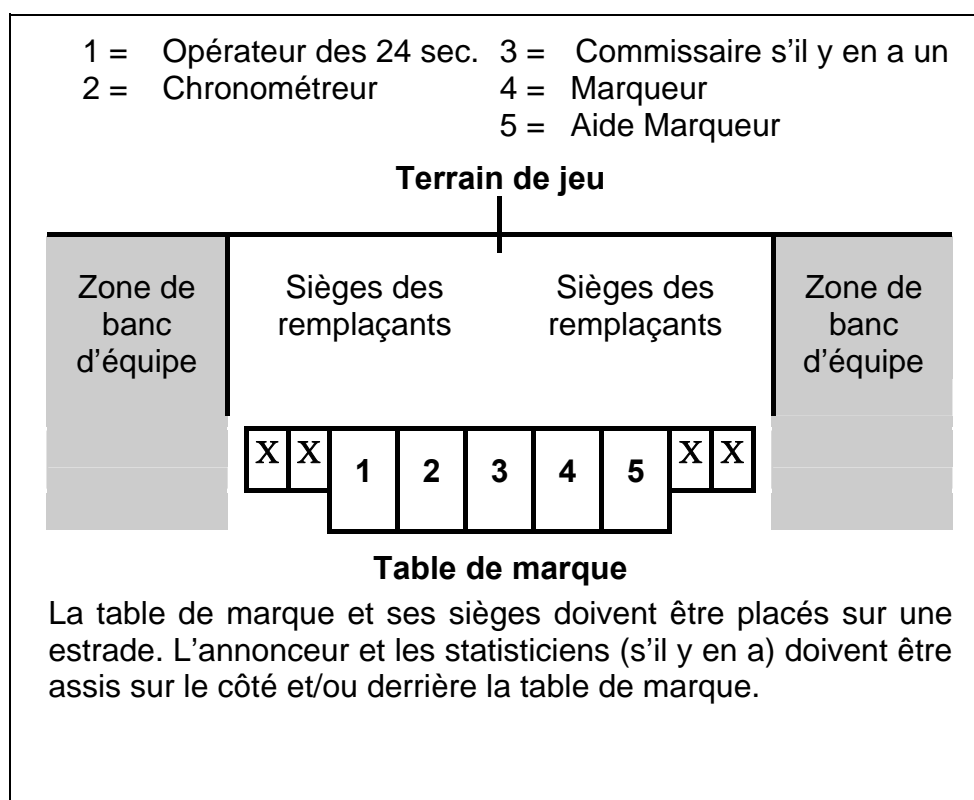 1 = Opérateur des 24 sec. 3 = Commissaire s'il y en a un
2 = Chronométreur 4 = Marqueur
5 = Aide Marqueur
Terrain de jeu
Zone de Sièges des Sièges des Zone de
banc remplaçants remplaçants banc
d'équipe d'équipe
X X 1 2 3 4 5 X X
Table de marque
La table de marque et ses sièges doivent être placés sur une
estrade. L'annonceur et les statisticiens (s'il y en a) doivent être
assis sur le côté et/ou derrière la table de marque.